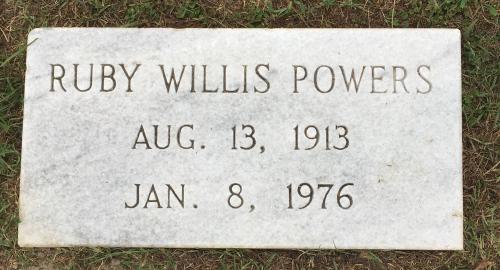 RUBY WILLIS POWERS
AUG. 13, 1913
JAN. 8, 1976